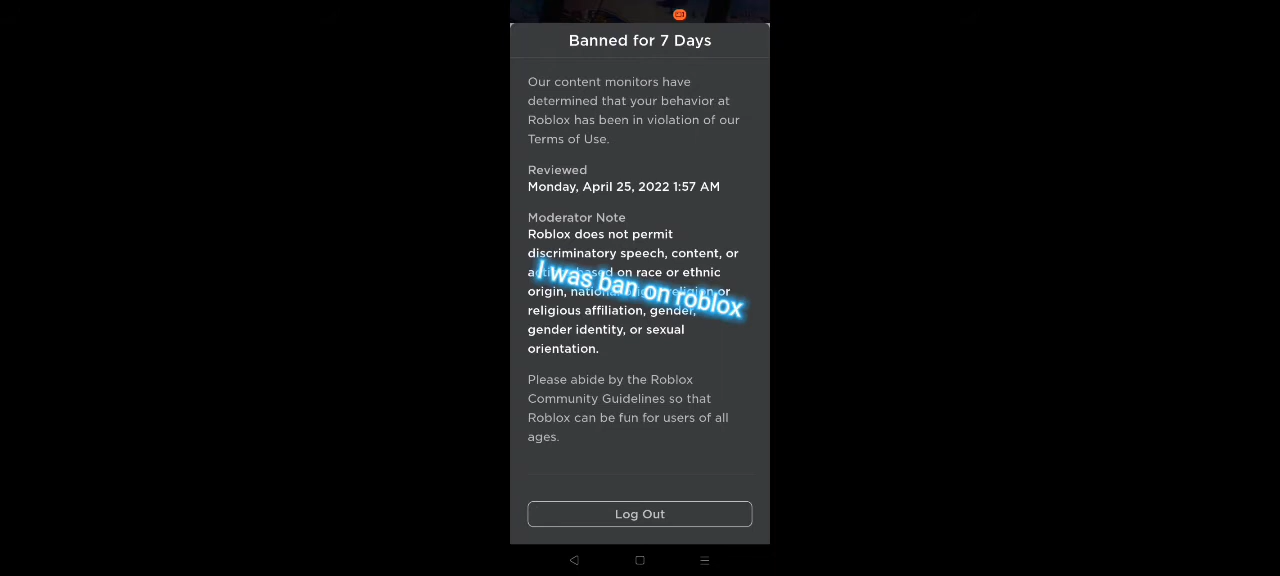 Banned for 7 Days
Our content monitors have
determined that your behavior at
Roblox has been in violation of our
Terms of Use.
Reviewed
Monday, April 25, 2022 1:57 AM
Moderator Note
Roblox does not permit
discriminatory speech, content, or
on race or ethnic
origin, religion or
religious affiliation, gender,
gender identity, or sexual
orientation.
I was ban on roblox
Please abide by the Roblox
Community Guidelines so that
Roblox can be fun for users of all
ages.
Log Out